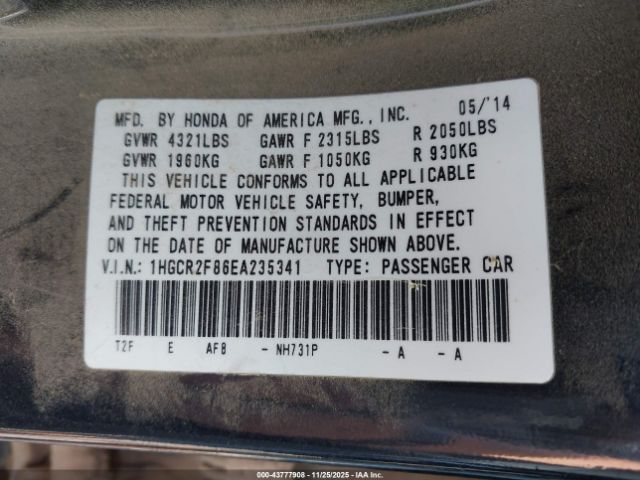 MFD. BY HONDA OF AMERICA MFG., INC. 05/'14
GVWR 4321LBS GAWR F 2315LBS R 2050LBS
GVWR 1960KG GAWR F 1050KG R 930KG
THIS VEHICLE CONFORMS TO ALL APPLICABLE
FEDERAL MOTOR VEHICLE SAFETY, BUMPER,
AND THEFT PREVENTION STANDARDS IN EFFECT
ON THE DATE OF MANUFACTURE SHOWN ABOVE.
V.I.N.: 1HGCR2F86EA235341 TYPE: PASSENGER CAR
T2F E AF8 - NH731P - A - A
000-43777908 | 11/25/2025 | IAA Inc.